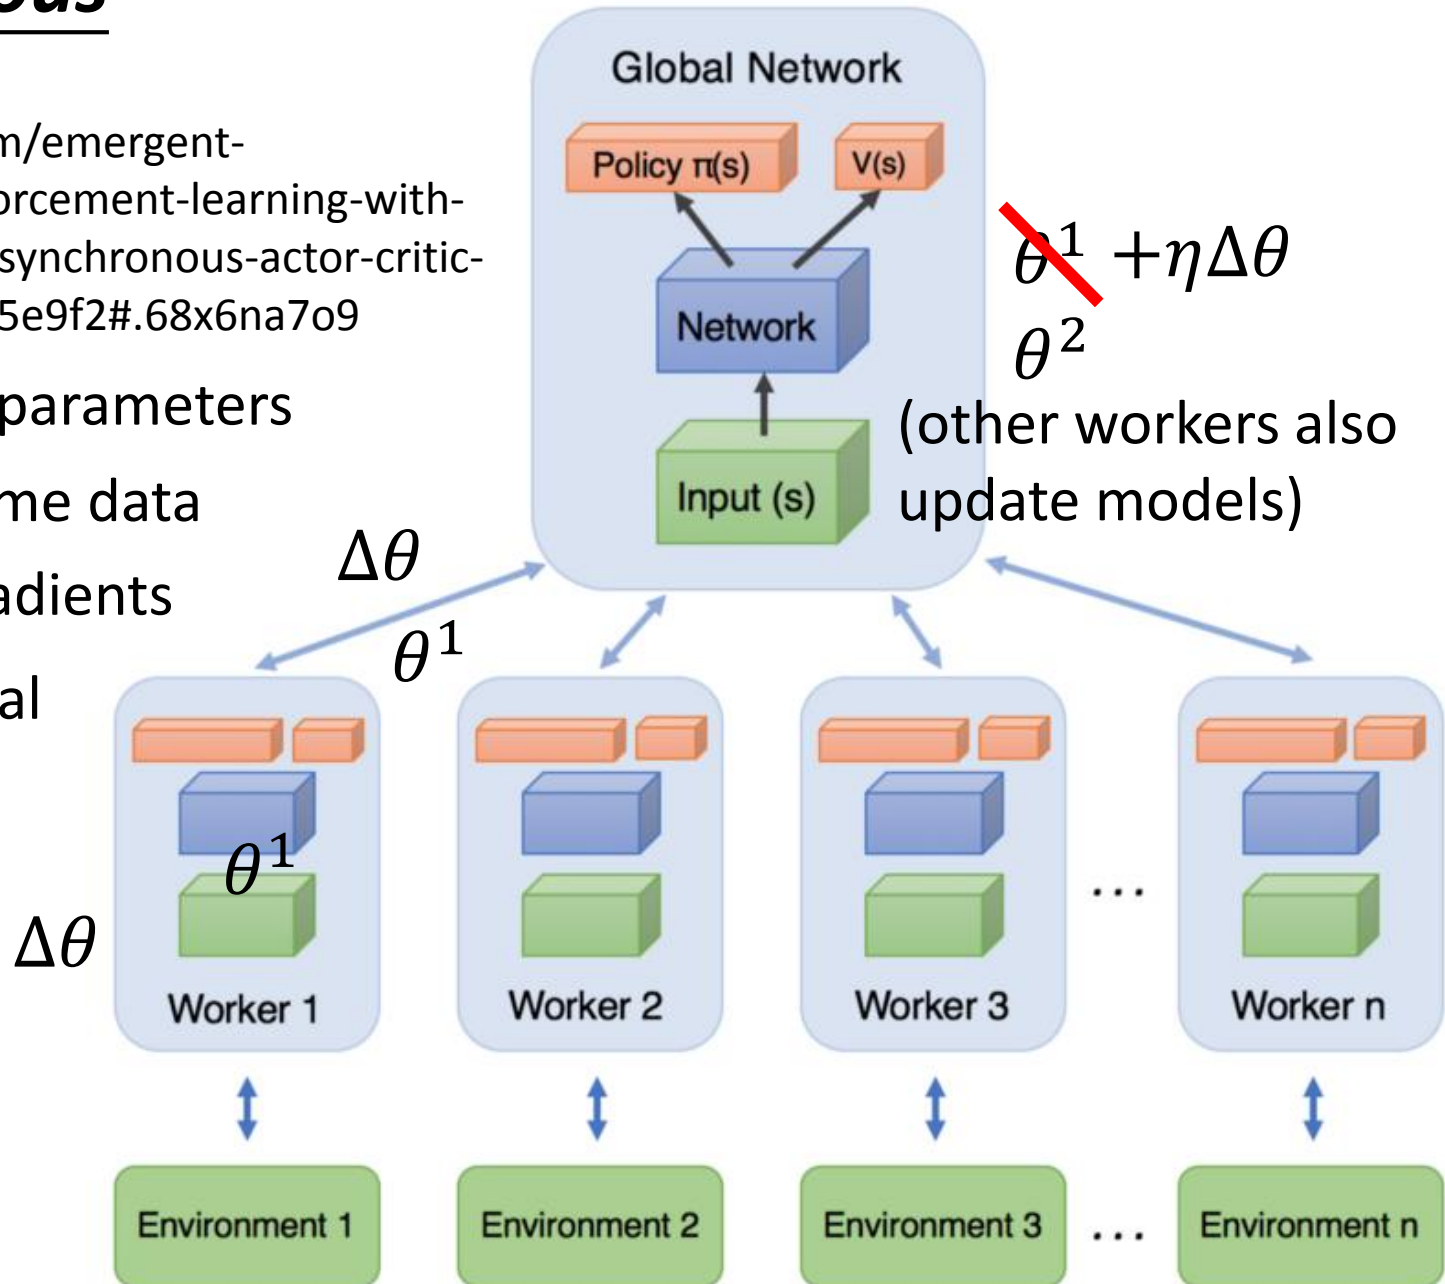 ous
m/emergent-
orcement-learning-with-
synchronous-actor-critic-
5e9f2#.68x6na7o9
parameters
me data
adients
al
Global Network
Policy π(s)
V(s)
Network
Input (s)
θ¹ +ηΔθ
θ²
(other workers also
update models)
Δθ
θ¹
θ¹
Δθ
Worker 1
Worker 2
Worker 3
...
Worker n
Environment 1
Environment 2
Environment 3
...
Environment n